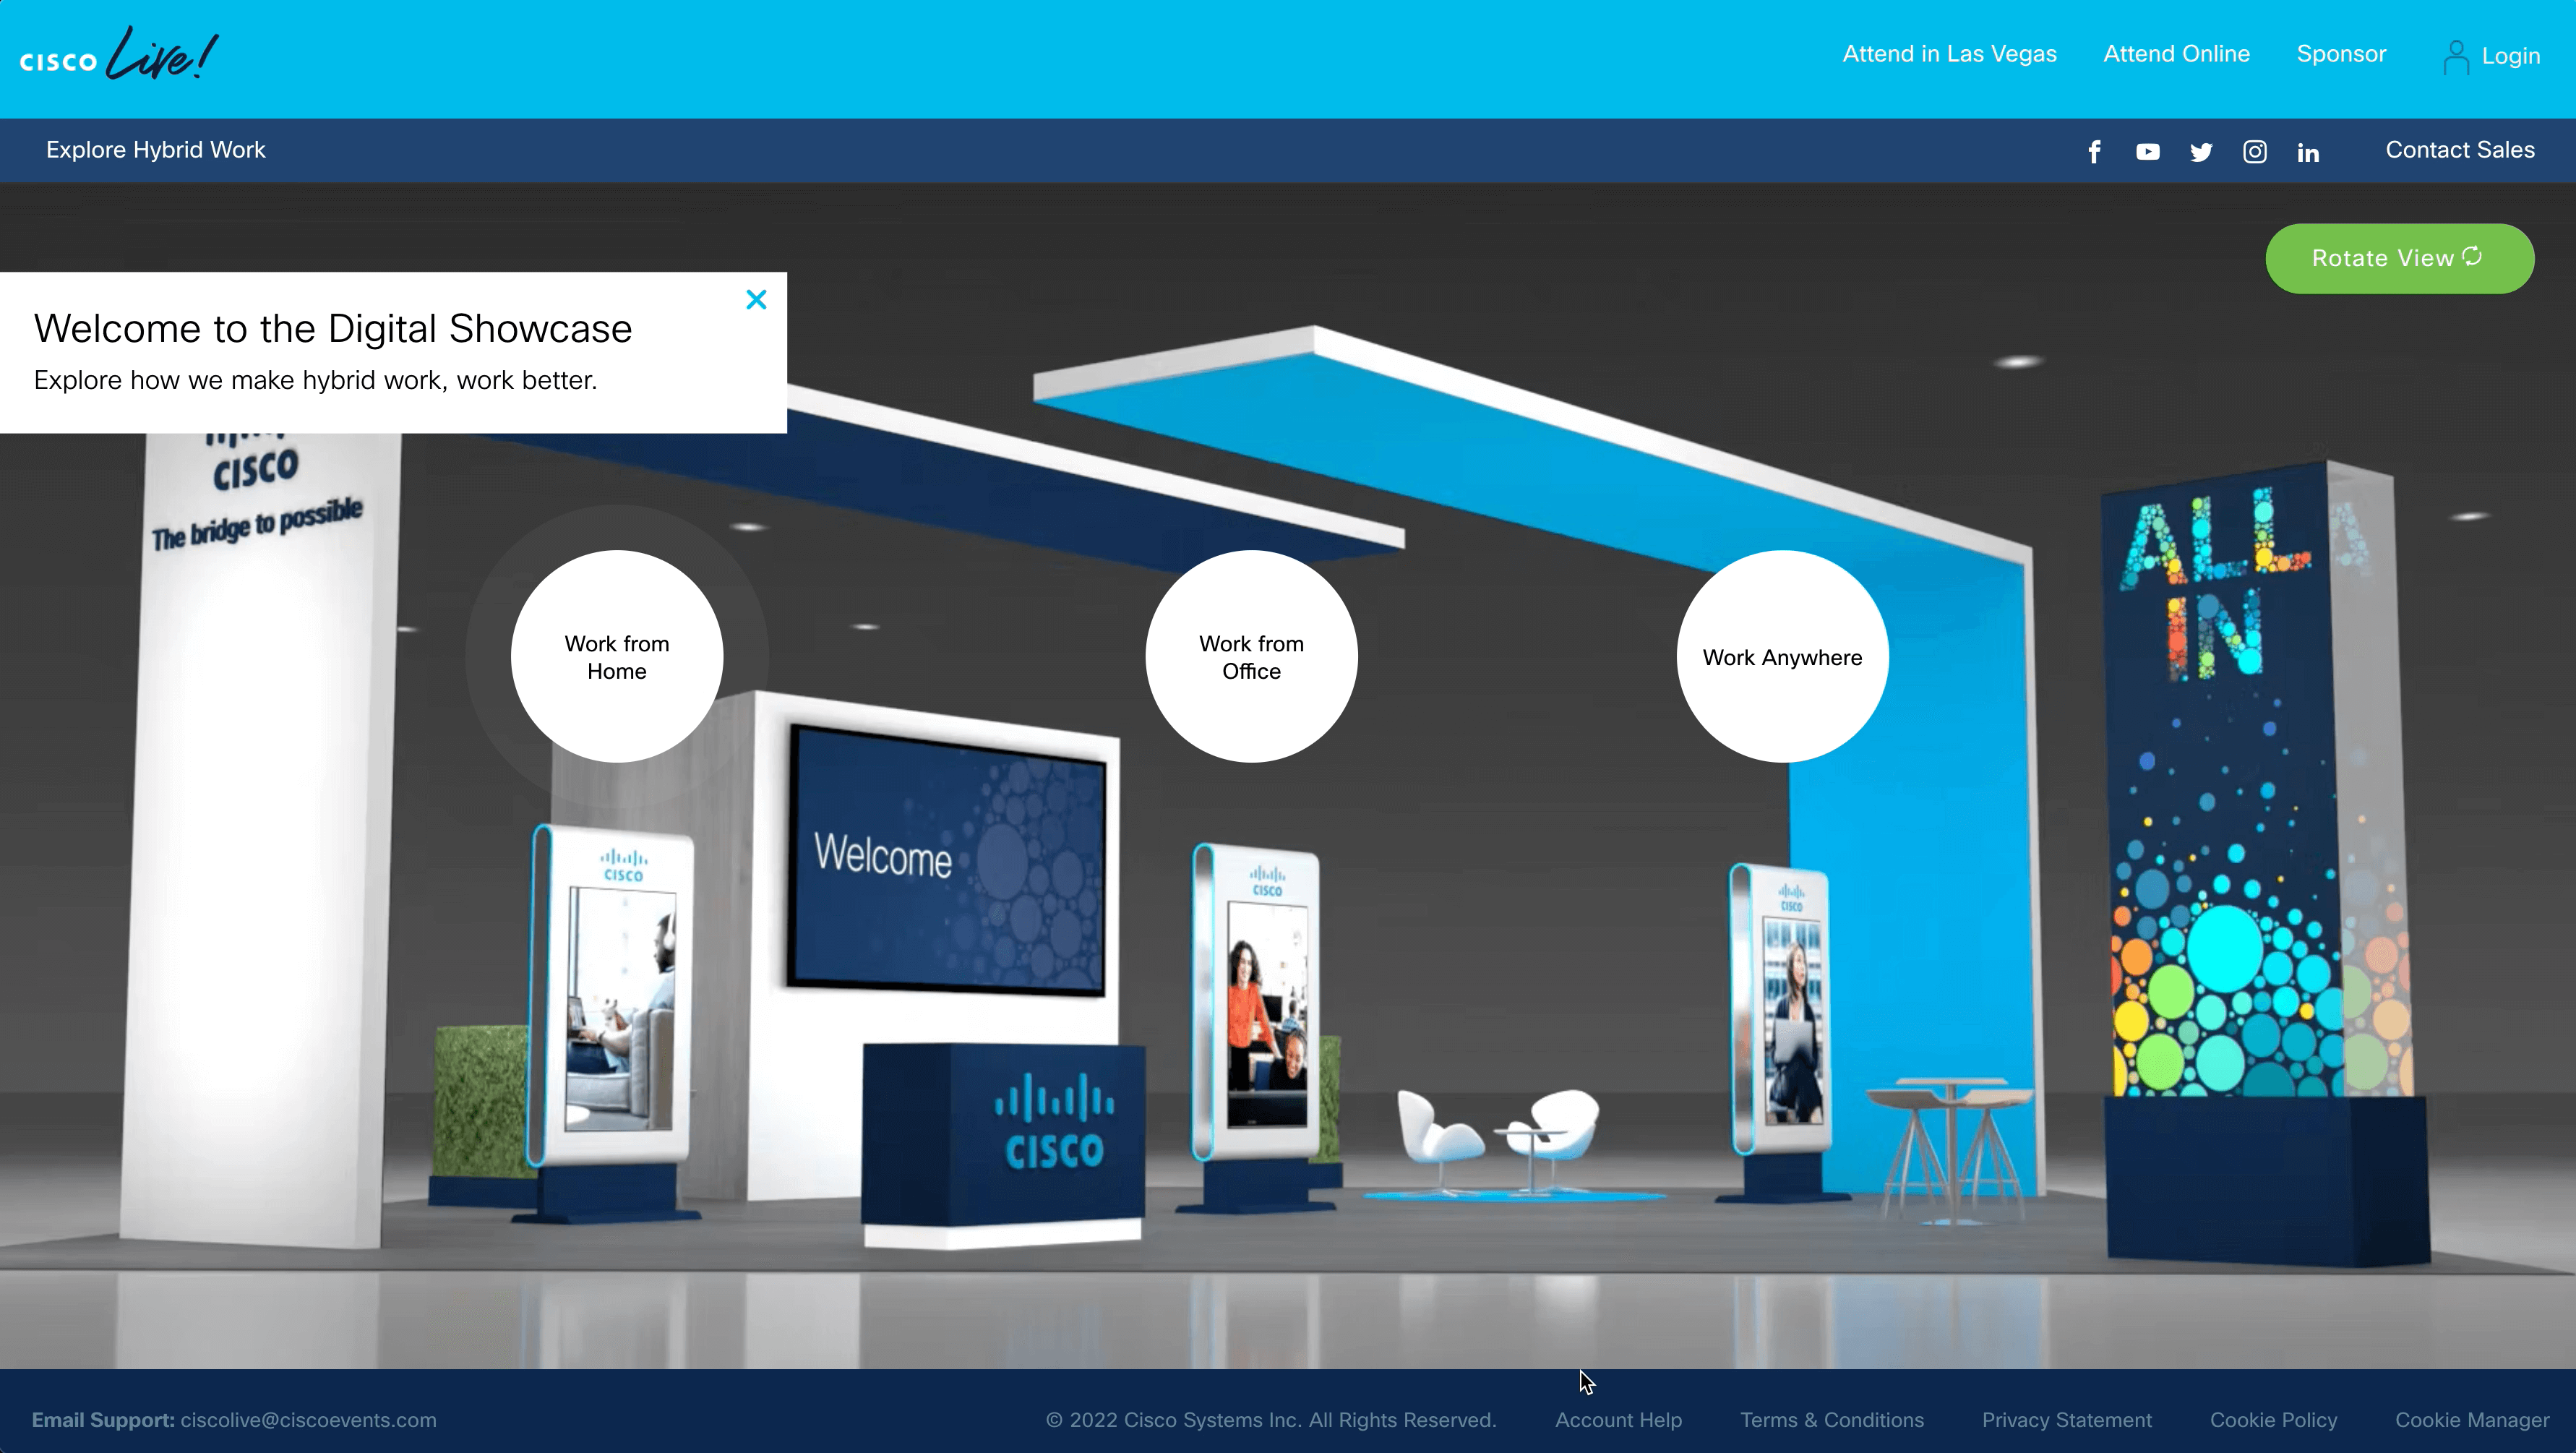 CISCO Live!
Attend in Las Vegas
Attend Online
Sponsor
Login
Explore Hybrid Work
Contact Sales
Rotate View
Welcome to the Digital Showcase
Explore how we make hybrid work, work better.
CISCO
The bridge to possible
ALL
IN
Work from
Home
Work from
Office
Work Anywhere
Welcome
CISCO
CISCO
CISCO
CISCO
Email Support: ciscolive@ciscoevents.com
© 2022 Cisco Systems Inc. All Rights Reserved.
Account Help
Terms & Conditions
Privacy Statement
Cookie Policy
Cookie Manager